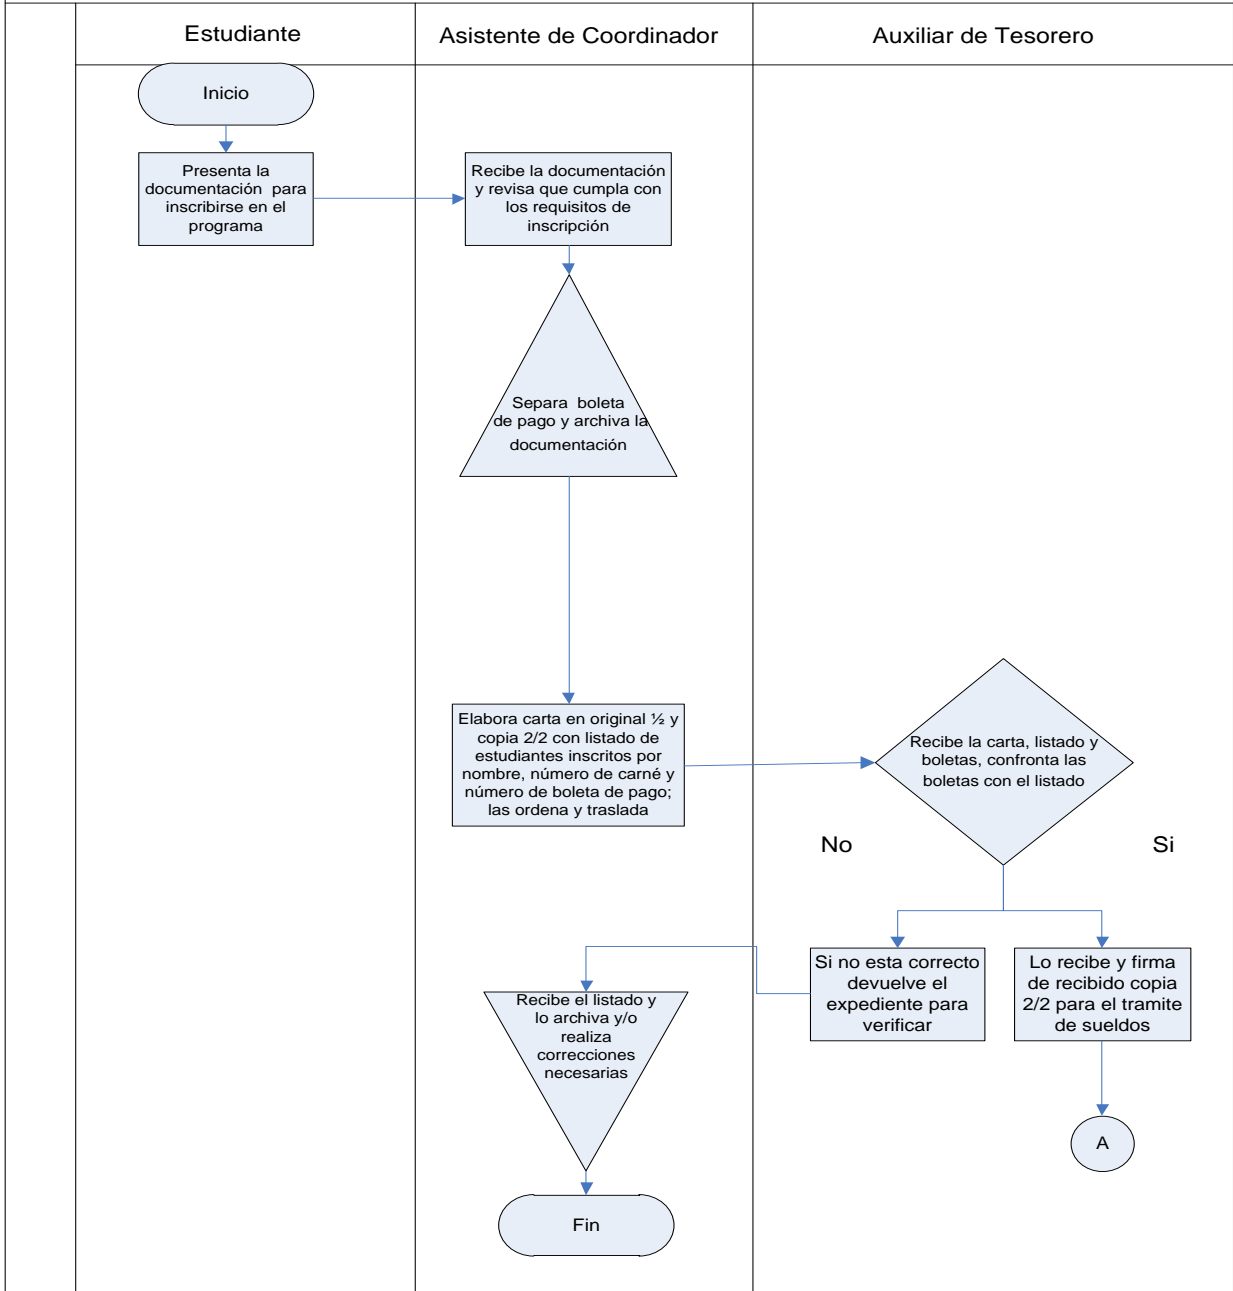 Estudiante
Asistente de Coordinador
Auxiliar de Tesorero
Inicio
Presenta la
documentación para
inscribirse en el
programa
Recibe la documentación
y revisa que cumpla con
los requisitos de
inscripción
Separa boleta
de pago y archiva la
documentación
Elabora carta en original ½ y
copia 2/2 con listado de
estudiantes inscritos por
nombre, número de carné y
número de boleta de pago;
las ordena y traslada
Recibe la carta, listado y
boletas, confronta las
boletas con el listado
No
Si
Si no esta correcto
devuelve el
expediente para
verificar
Lo recibe y firma
de recibido copia
2/2 para el tramite
de sueldos
Recibe el listado y
lo archiva y/o
realiza
correcciones
necesarias
A
Fin